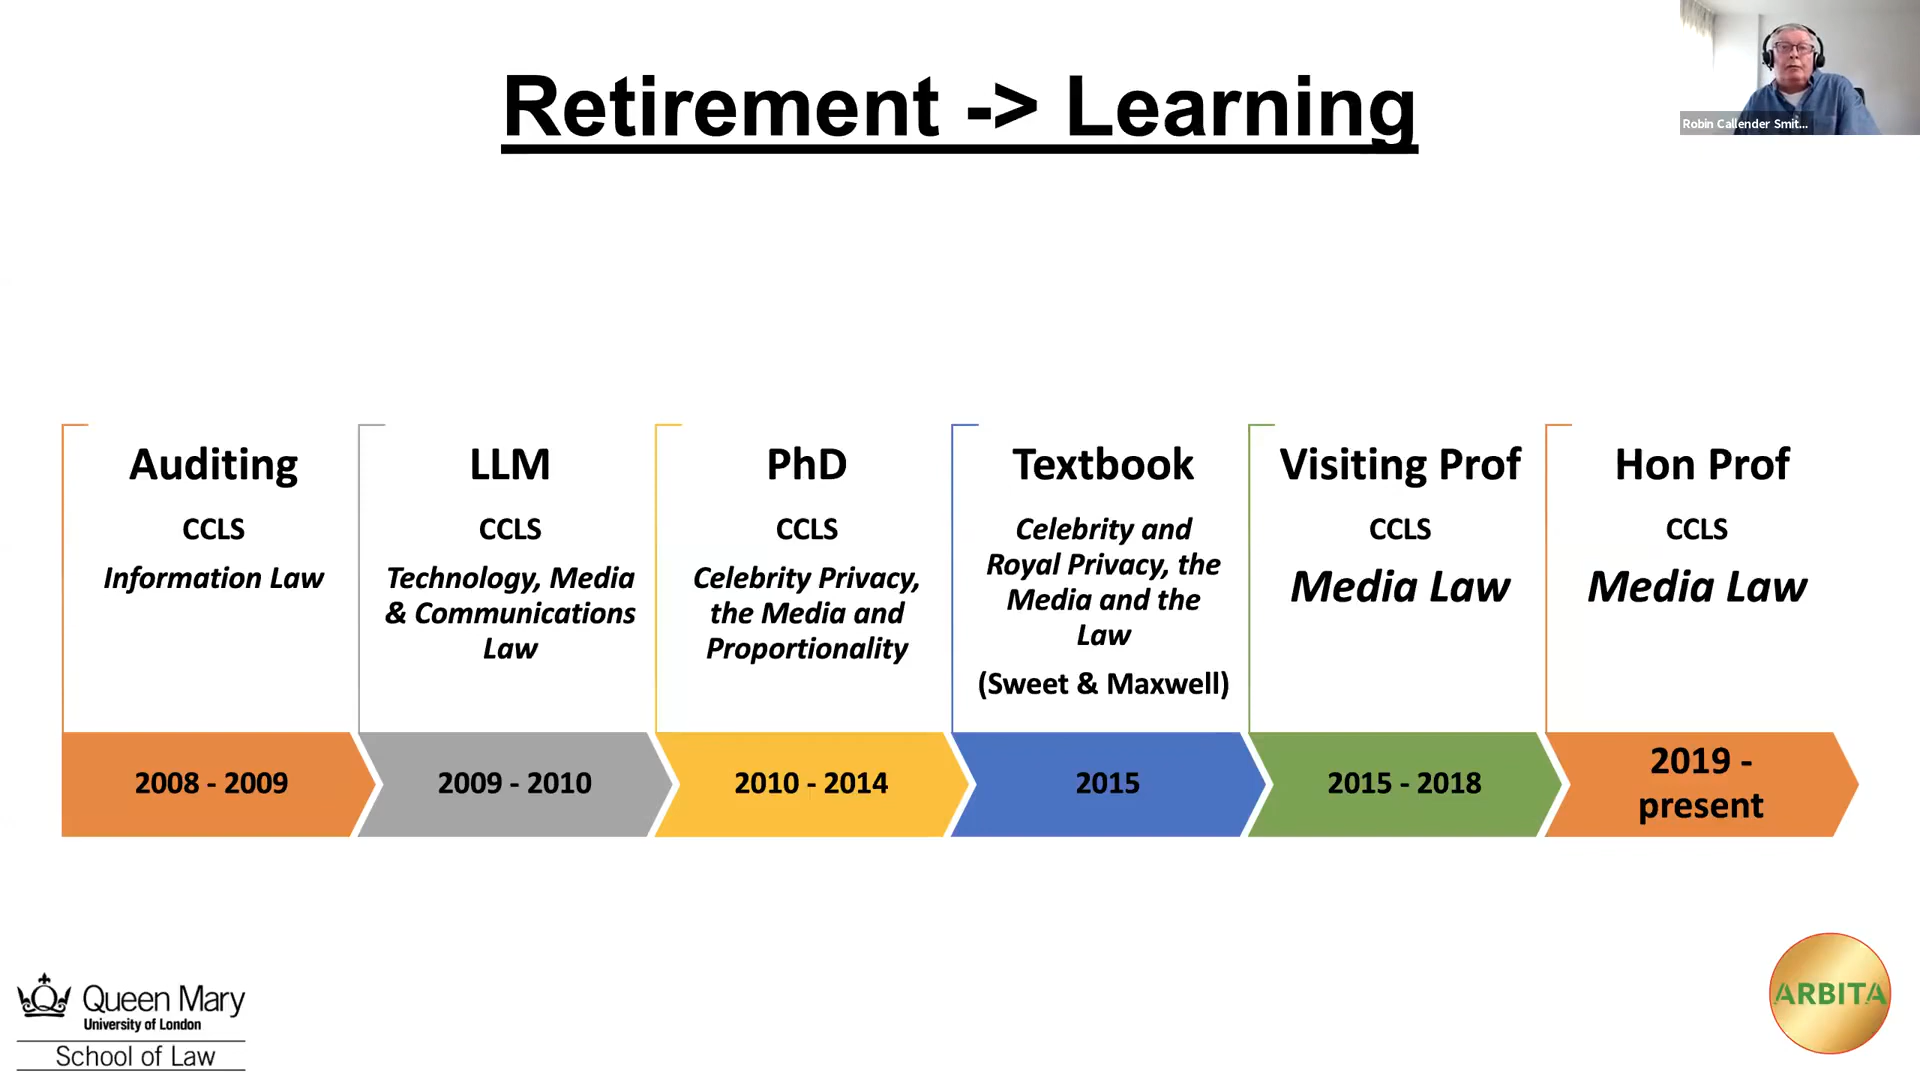 Retirement -> Learning
Robin Callender Smit...
Auditing
CCLS
Information Law
2008 - 2009
LLM
CCLS
Technology, Media
& Communications
Law
2009 - 2010
PhD
CCLS
Celebrity Privacy,
the Media and
Proportionality
2010 - 2014
Textbook
Celebrity and
Royal Privacy, the
Media and the
Law
(Sweet & Maxwell)
2015
Visiting Prof
CCLS
Media Law
2015 - 2018
Hon Prof
CCLS
Media Law
2019 -
present
Queen Mary
University of London
School of Law
ARBITA